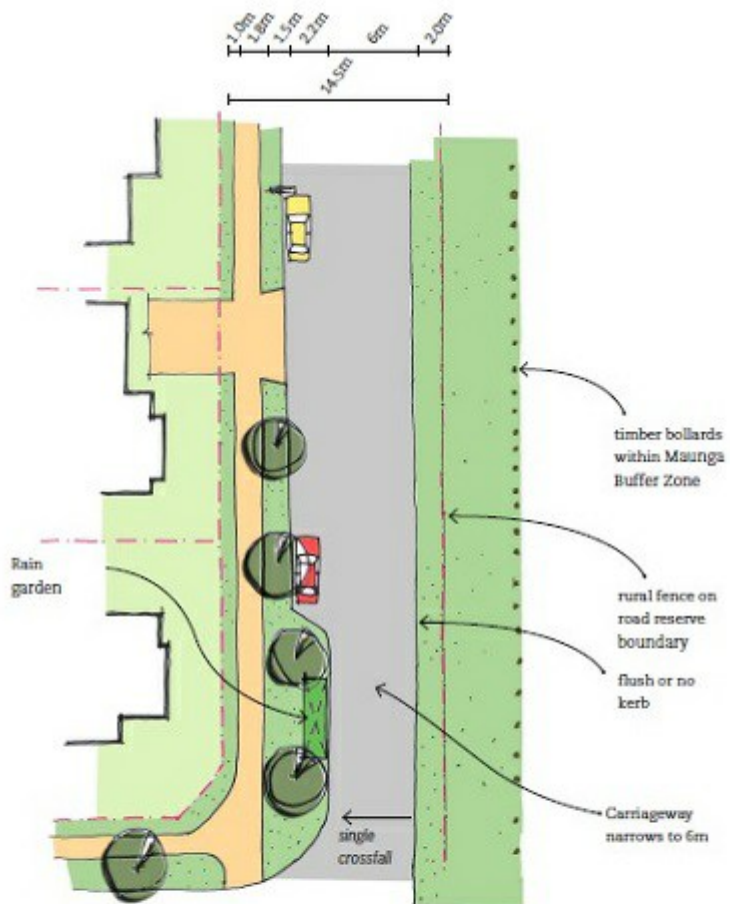 1.0m
1.8m
1.5m
2.2m
6m
2.0m
14.5m
timber bollards
within Maunga
Buffer Zone
Rain
garden
rural fence on
road reserve
boundary
flush or no
kerb
Carriageway
narrows to 6m
single
crossfall